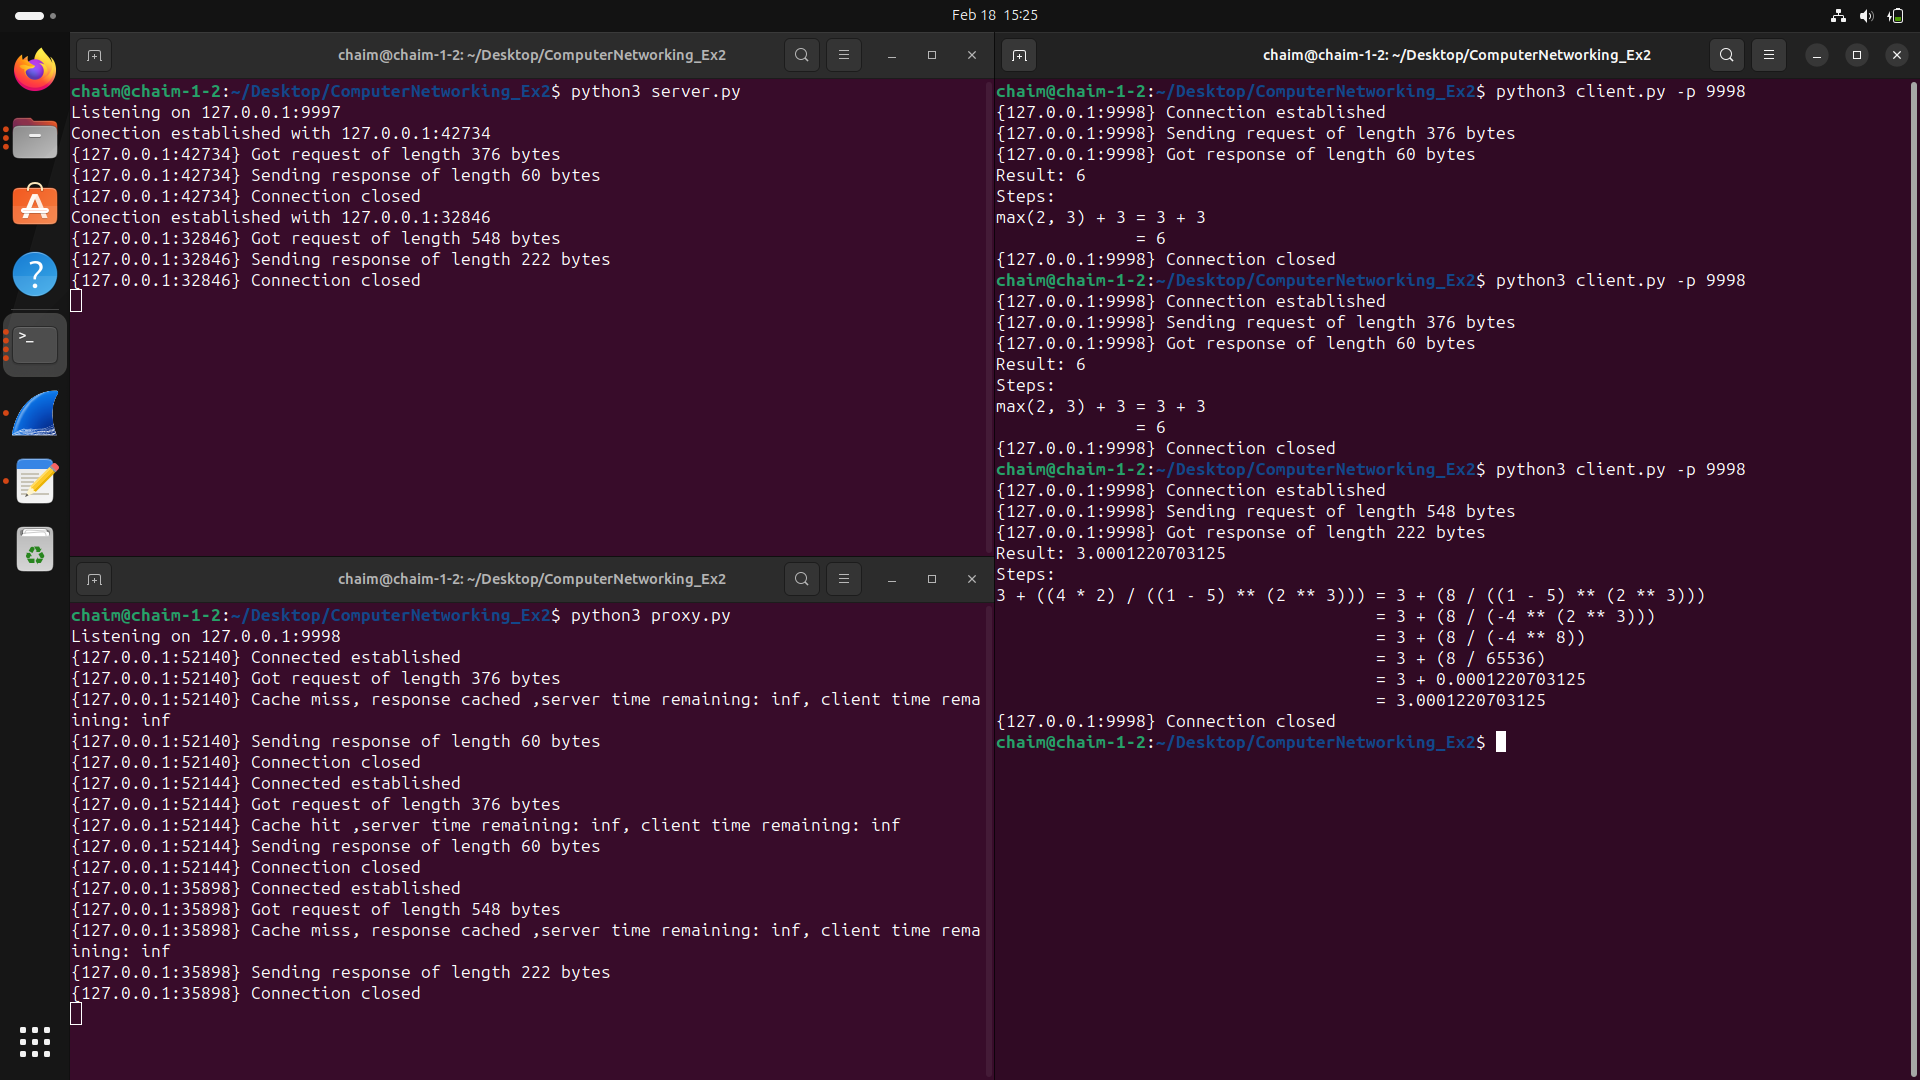 Feb 18 15:25
chaim@chaim-1-2: ~/Desktop/ComputerNetworking_Ex2
chaim@chaim-1-2:~/Desktop/ComputerNetworking_Ex2$ python3 server.py
Listening on 127.0.0.1:9997
Conection established with 127.0.0.1:42734
{127.0.0.1:42734} Got request of length 376 bytes
{127.0.0.1:42734} Sending response of length 60 bytes
{127.0.0.1:42734} Connection closed
Conection established with 127.0.0.1:32846
{127.0.0.1:32846} Got request of length 548 bytes
{127.0.0.1:32846} Sending response of length 222 bytes
{127.0.0.1:32846} Connection closed
chaim@chaim-1-2: ~/Desktop/ComputerNetworking_Ex2
chaim@chaim-1-2:~/Desktop/ComputerNetworking_Ex2$ python3 proxy.py
Listening on 127.0.0.1:9998
{127.0.0.1:52140} Connected established
{127.0.0.1:52140} Got request of length 376 bytes
{127.0.0.1:52140} Cache miss, response cached ,server time remaining: inf, client time rema
ining: inf
{127.0.0.1:52140} Sending response of length 60 bytes
{127.0.0.1:52140} Connection closed
{127.0.0.1:52144} Connected established
{127.0.0.1:52144} Got request of length 376 bytes
{127.0.0.1:52144} Cache hit ,server time remaining: inf, client time remaining: inf
{127.0.0.1:52144} Sending response of length 60 bytes
{127.0.0.1:52144} Connection closed
{127.0.0.1:35898} Connected established
{127.0.0.1:35898} Got request of length 548 bytes
{127.0.0.1:35898} Cache miss, response cached ,server time remaining: inf, client time rema
ining: inf
{127.0.0.1:35898} Sending response of length 222 bytes
{127.0.0.1:35898} Connection closed
chaim@chaim-1-2: ~/Desktop/ComputerNetworking_Ex2
chaim@chaim-1-2:~/Desktop/ComputerNetworking_Ex2$ python3 client.py -p 9998
{127.0.0.1:9998} Connection established
{127.0.0.1:9998} Sending request of length 376 bytes
{127.0.0.1:9998} Got response of length 60 bytes
Result: 6
Steps:
max(2, 3) + 3 = 3 + 3
= 6
{127.0.0.1:9998} Connection closed
chaim@chaim-1-2:~/Desktop/ComputerNetworking_Ex2$ python3 client.py -p 9998
{127.0.0.1:9998} Connection established
{127.0.0.1:9998} Sending request of length 376 bytes
{127.0.0.1:9998} Got response of length 60 bytes
Result: 6
Steps:
max(2, 3) + 3 = 3 + 3
= 6
{127.0.0.1:9998} Connection closed
chaim@chaim-1-2:~/Desktop/ComputerNetworking_Ex2$ python3 client.py -p 9998
{127.0.0.1:9998} Connection established
{127.0.0.1:9998} Sending request of length 548 bytes
{127.0.0.1:9998} Got response of length 222 bytes
Result: 3.0001220703125
Steps:
3 + ((4 * 2) / ((1 - 5) ** (2 ** 3))) = 3 + (8 / ((1 - 5) ** (2 ** 3)))
= 3 + (8 / (-4 ** (2 ** 3)))
= 3 + (8 / (-4 ** 8))
= 3 + (8 / 65536)
= 3 + 0.0001220703125
= 3.0001220703125
{127.0.0.1:9998} Connection closed
chaim@chaim-1-2:~/Desktop/ComputerNetworking_Ex2$